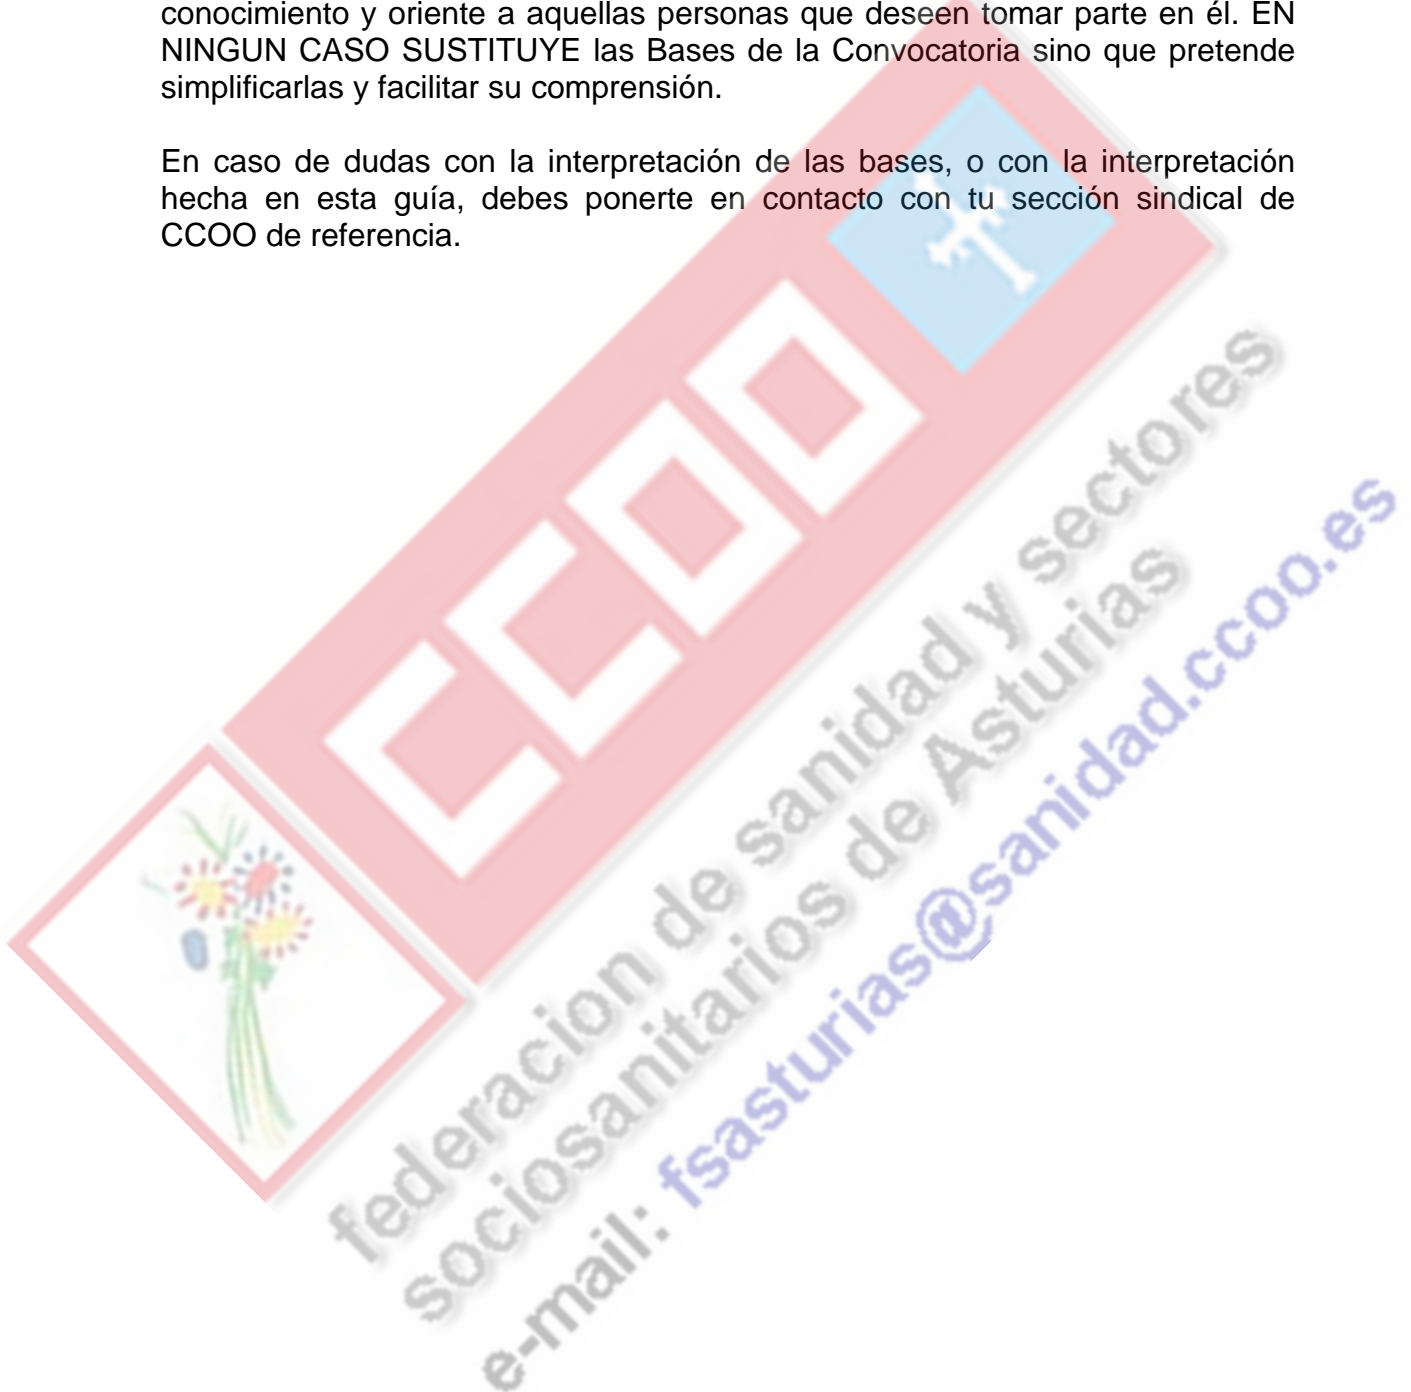 conocimiento y oriente a aquellas personas que deseen tomar parte en él. EN
NINGUN CASO SUSTITUYE las Bases de la Convocatoria sino que pretende
simplificarlas y facilitar su comprensión.
En caso de dudas con la interpretación de las bases, o con la interpretación
hecha en esta guía, debes ponerte en contacto con tu sección sindical de
CCOO de referencia.
CCOO
federacion de sanidad y sectores
sociosanitarios de Asturias
e-mail: fsasturias@sanidad.ccoo.es